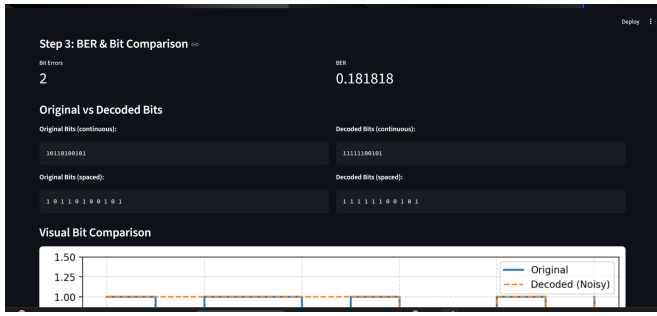 Deploy
Step 3: BER & Bit Comparison
Bit Errors
BER
2
0.181818
Original vs Decoded Bits
Original Bits (continuous):
Decoded Bits (continuous):
10110100101
11111100101
Original Bits (spaced):
Decoded Bits (spaced):
1 0 1 1 0 1 0 0 1 0 1
1 1 1 1 1 1 0 0 1 0 1
Visual Bit Comparison
1.50
Original
1.25
Decoded (Noisy)
1.00